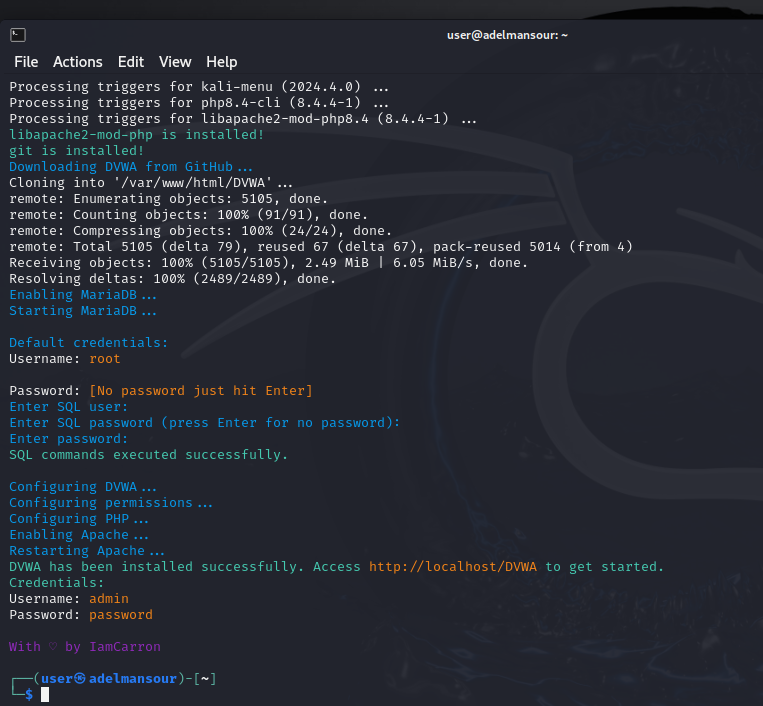 user@adelmansour: ~
File Actions Edit View Help
Processing triggers for kali-menu (2024.4.0) ...
Processing triggers for php8.4-cli (8.4.4-1) ...
Processing triggers for libapache2-mod-php8.4 (8.4.4-1) ...
libapache2-mod-php is installed!
git is installed!
Downloading DVWA from GitHub...
Cloning into '/var/www/html/DVWA'...
remote: Enumerating objects: 5105, done.
remote: Counting objects: 100% (91/91), done.
remote: Compressing objects: 100% (24/24), done.
remote: Total 5105 (delta 79), reused 67 (delta 67), pack-reused 5014 (from 4)
Receiving objects: 100% (5105/5105), 2.49 MiB | 6.05 MiB/s, done.
Resolving deltas: 100% (2489/2489), done.
Enabling MariaDB...
Starting MariaDB...
Default credentials:
Username: root
Password: [No password just hit Enter]
Enter SQL user:
Enter SQL password (press Enter for no password):
Enter password:
SQL commands executed successfully.
Configuring DVWA...
Configuring permissions...
Configuring PHP...
Enabling Apache...
Restarting Apache...
DVWA has been installed successfully. Access http://localhost/DVWA to get started.
Credentials:
Username: admin
Password: password
With ♡ by IamCarron
┌──(user㉿adelmansour)-[~]
└─$